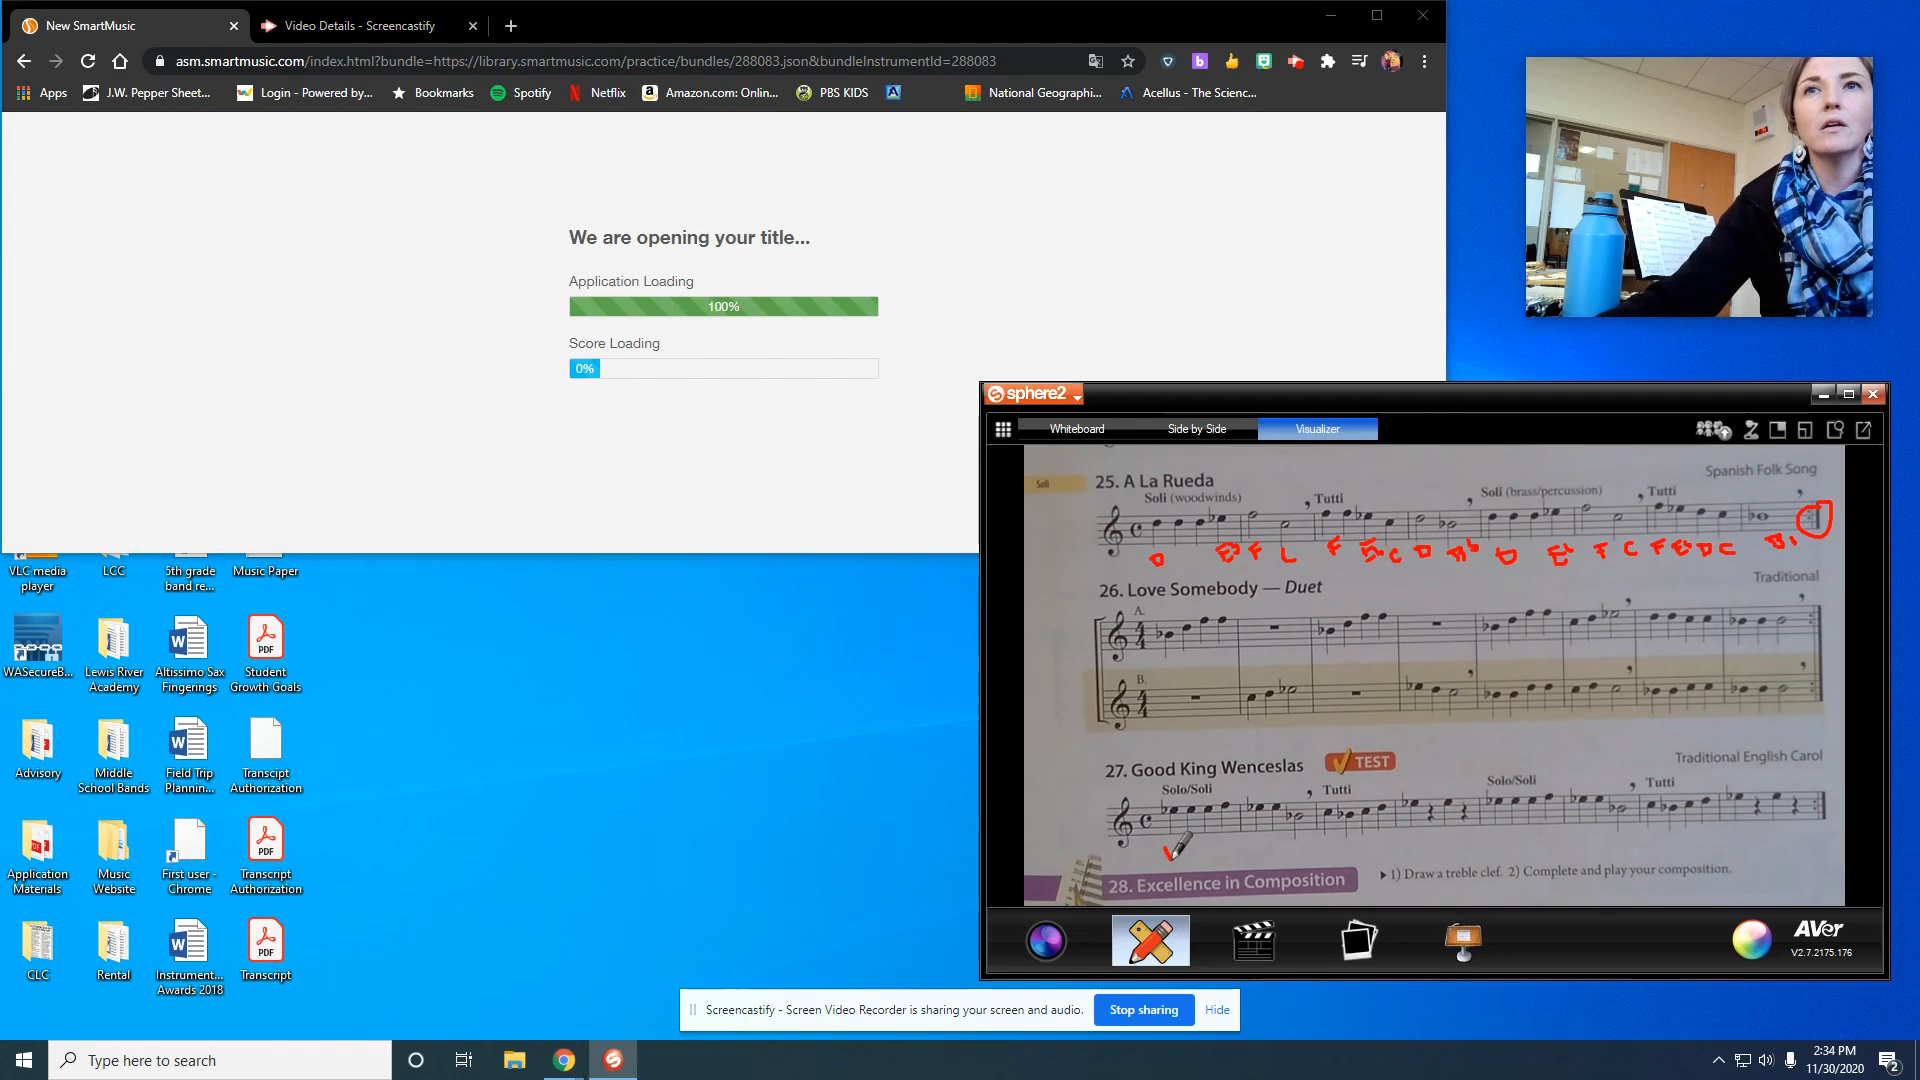 New SmartMusic
Video Details - Screencastify
asm.smartmusic.com/index.html?bundle=https://library.smartmusic.com/practice/bundles/288083.json&bundleInstrumentId=288083
Apps
J.W. Pepper Sheet...
Login - Powered by...
Bookmarks
Spotify
Netflix
Amazon.com: Onlin...
PBS KIDS
National Geographi...
Acellus - The Scienc...
We are opening your title...
Application Loading
100%
Score Loading
0%
sphere2
Whiteboard
Side by Side
Visualizer
Soli
25. A La Rueda
Spanish Folk Song
Soli (woodwinds)
Tutti
Soli (brass/percussion)
Tutti
D Eb F C F Eb C D Bb D Eb F C F Eb D C B
26. Love Somebody — Duet
Traditional
A.
B.
27. Good King Wenceslas
TEST
Traditional English Carol
Solo/Soli
Tutti
Solo/Soli
Tutti
28. Excellence in Composition
1) Draw a treble clef. 2) Complete and play your composition.
AVer
V2.7.2175.176
VLC media
player
LCC
5th grade
band re...
Music Paper
WASecureB...
Lewis River
Academy
Altissimo Sax
Fingerings
Student
Growth Goals
Advisory
Middle
School Bands
Field Trip
Plannin...
Transcipt
Authorization
Application
Materials
Music
Website
First user -
Chrome
Transcript
Authorization
CLC
Rental
Instrument...
Awards 2018
Transcript
Screencastify - Screen Video Recorder is sharing your screen and audio.
Stop sharing
Hide
Type here to search
2:34 PM
11/30/2020
2